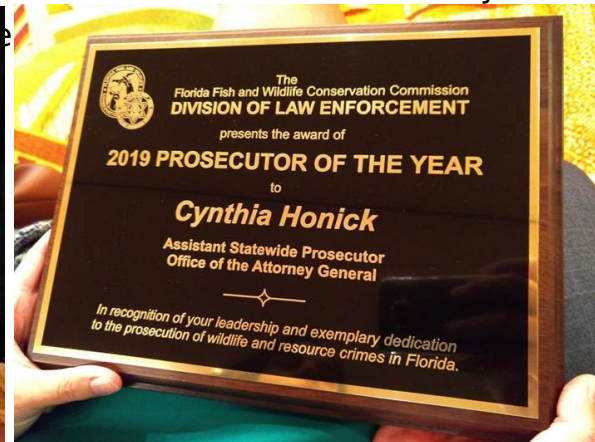 The
Florida Fish and Wildlife Conservation Commission
DIVISION OF LAW ENFORCEMENT
presents the award of
2019 PROSECUTOR OF THE YEAR
to
Cynthia Honick
Assistant Statewide Prosecutor
Office of the Attorney General
In recognition of your leadership and exemplary dedication
to the prosecution of wildlife and resource crimes in Florida.